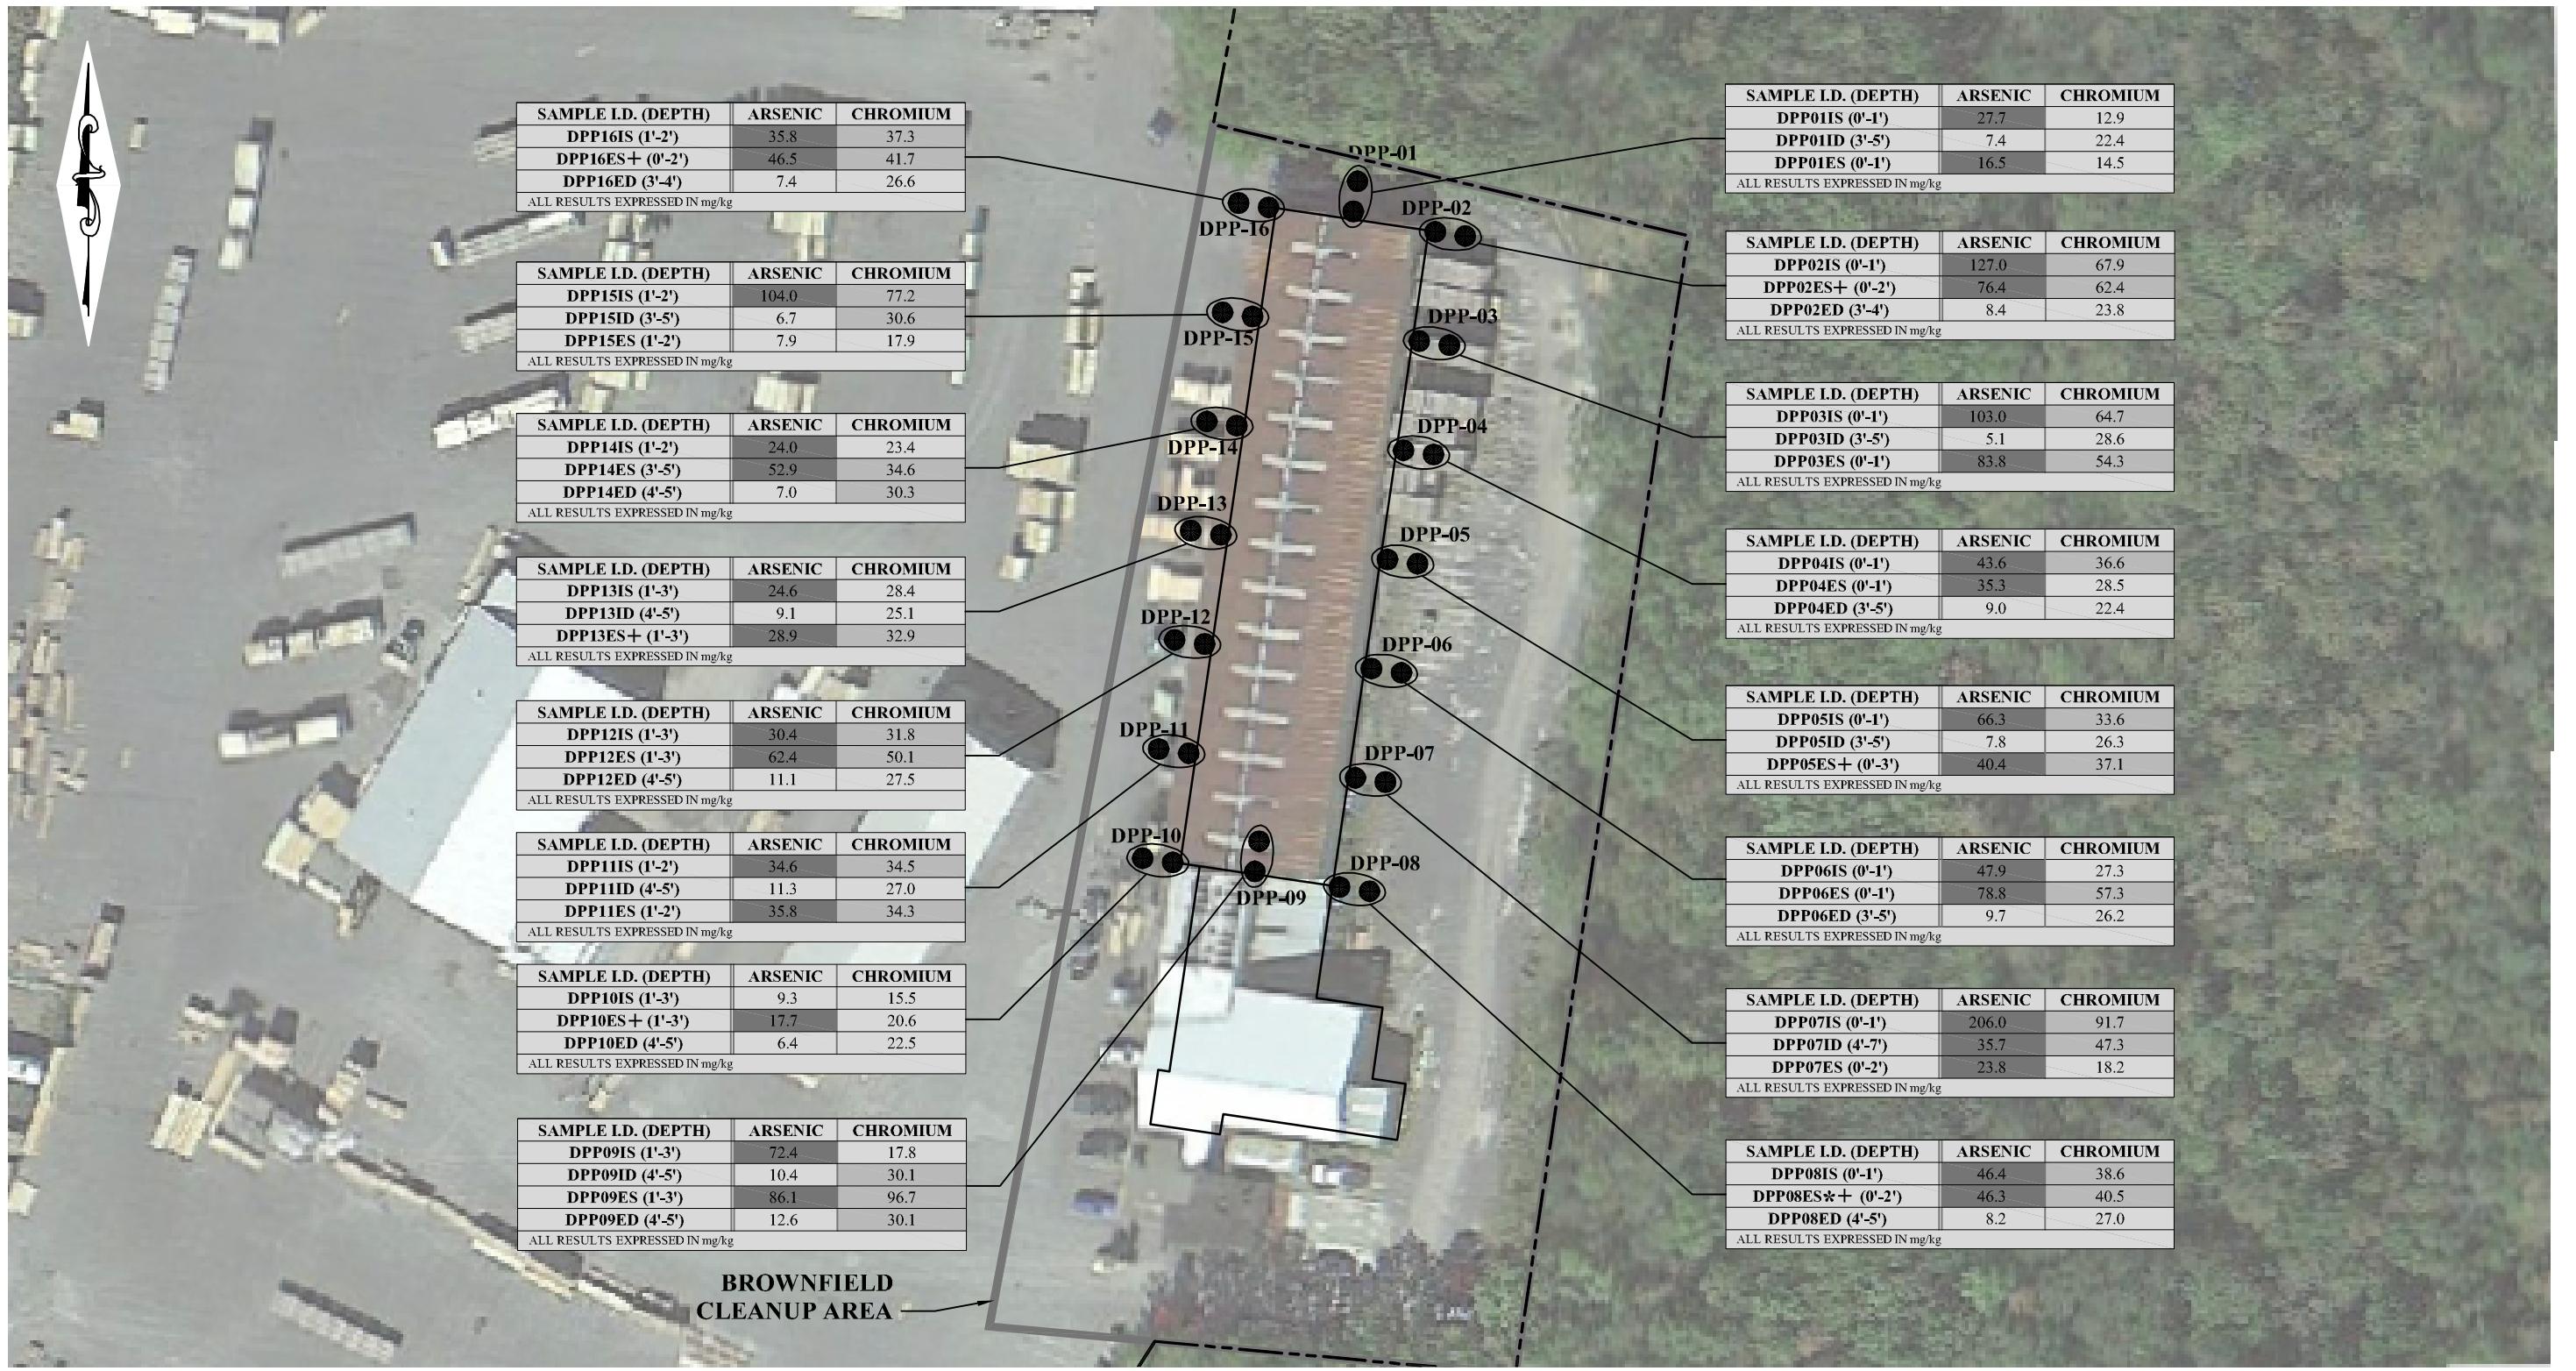 SAMPLE I.D. (DEPTH) ARSENIC CHROMIUM
DPP16IS (1'-2') 35.8 37.3
DPP16ES+ (0'-2') 46.5 41.7
DPP16ED (3'-4') 7.4 26.6
ALL RESULTS EXPRESSED IN mg/kg
SAMPLE I.D. (DEPTH) ARSENIC CHROMIUM
DPP15IS (1'-2') 104.0 77.2
DPP15ID (3'-5') 6.7 30.6
DPP15ES (1'-2') 7.9 17.9
ALL RESULTS EXPRESSED IN mg/kg
SAMPLE I.D. (DEPTH) ARSENIC CHROMIUM
DPP14IS (1'-2') 24.0 23.4
DPP14ES (3'-5') 52.9 34.6
DPP14ED (4'-5') 7.0 30.3
ALL RESULTS EXPRESSED IN mg/kg
SAMPLE I.D. (DEPTH) ARSENIC CHROMIUM
DPP13IS (1'-3') 24.6 28.4
DPP13ID (4'-5') 9.1 25.1
DPP13ES+ (1'-3') 28.9 32.9
ALL RESULTS EXPRESSED IN mg/kg
SAMPLE I.D. (DEPTH) ARSENIC CHROMIUM
DPP12IS (1'-3') 30.4 31.8
DPP12ES (1'-3') 62.4 50.1
DPP12ED (4'-5') 11.1 27.5
ALL RESULTS EXPRESSED IN mg/kg
SAMPLE I.D. (DEPTH) ARSENIC CHROMIUM
DPP11IS (1'-2') 34.6 34.5
DPP11ID (4'-5') 11.3 27.0
DPP11ES (1'-2') 35.8 34.3
ALL RESULTS EXPRESSED IN mg/kg
SAMPLE I.D. (DEPTH) ARSENIC CHROMIUM
DPP10IS (1'-3') 9.3 15.5
DPP10ES+ (1'-3') 17.7 20.6
DPP10ED (4'-5') 6.4 22.5
ALL RESULTS EXPRESSED IN mg/kg
SAMPLE I.D. (DEPTH) ARSENIC CHROMIUM
DPP09IS (1'-3') 72.4 17.8
DPP09ID (4'-5') 10.4 30.1
DPP09ES (1'-3') 86.1 96.7
DPP09ED (4'-5') 12.6 30.1
ALL RESULTS EXPRESSED IN mg/kg
BROWNFIELD
CLEANUP AREA
DPP-01
DPP-02
DPP-16
DPP-03
DPP-15
DPP-04
DPP-14
DPP-13
DPP-05
DPP-12
DPP-06
DPP-11
DPP-07
DPP-10
DPP-08
DPP-09
SAMPLE I.D. (DEPTH) ARSENIC CHROMIUM
DPP01IS (0'-1') 27.7 12.9
DPP01ID (3'-5') 7.4 22.4
DPP01ES (0'-1') 16.5 14.5
ALL RESULTS EXPRESSED IN mg/kg
SAMPLE I.D. (DEPTH) ARSENIC CHROMIUM
DPP02IS (0'-1') 127.0 67.9
DPP02ES+ (0'-2') 76.4 62.4
DPP02ED (3'-4') 8.4 23.8
ALL RESULTS EXPRESSED IN mg/kg
SAMPLE I.D. (DEPTH) ARSENIC CHROMIUM
DPP03IS (0'-1') 103.0 64.7
DPP03ID (3'-5') 5.1 28.6
DPP03ES (0'-1') 83.8 54.3
ALL RESULTS EXPRESSED IN mg/kg
SAMPLE I.D. (DEPTH) ARSENIC CHROMIUM
DPP04IS (0'-1') 43.6 36.6
DPP04ES (0'-1') 35.3 28.5
DPP04ED (3'-5') 9.0 22.4
ALL RESULTS EXPRESSED IN mg/kg
SAMPLE I.D. (DEPTH) ARSENIC CHROMIUM
DPP05IS (0'-1') 66.3 33.6
DPP05ID (3'-5') 7.8 26.3
DPP05ES+ (0'-3') 40.4 37.1
ALL RESULTS EXPRESSED IN mg/kg
SAMPLE I.D. (DEPTH) ARSENIC CHROMIUM
DPP06IS (0'-1') 47.9 27.3
DPP06ES (0'-1') 78.8 57.3
DPP06ED (3'-5') 9.7 26.2
ALL RESULTS EXPRESSED IN mg/kg
SAMPLE I.D. (DEPTH) ARSENIC CHROMIUM
DPP07IS (0'-1') 206.0 91.7
DPP07ID (4'-7') 35.7 47.3
DPP07ES (0'-2') 23.8 18.2
ALL RESULTS EXPRESSED IN mg/kg
SAMPLE I.D. (DEPTH) ARSENIC CHROMIUM
DPP08IS (0'-1') 46.4 38.6
DPP08ES*+ (0'-2') 46.3 40.5
DPP08ED (4'-5') 8.2 27.0
ALL RESULTS EXPRESSED IN mg/kg